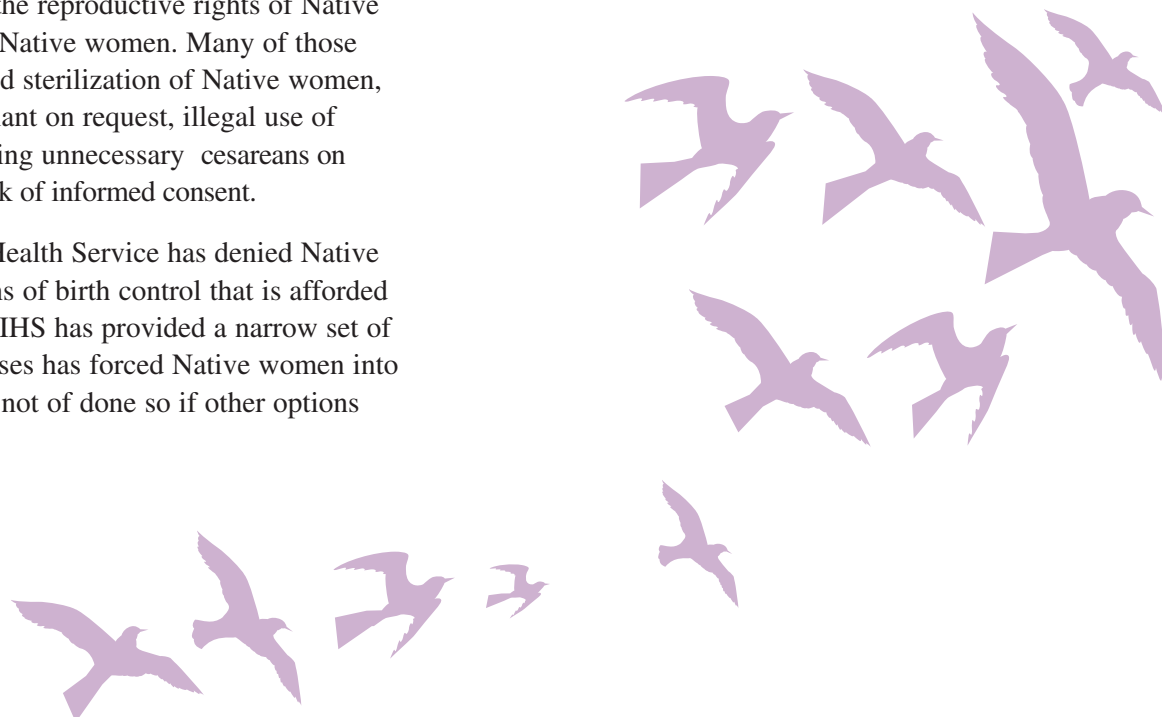 the reproductive rights of Native
Native women. Many of those
d sterilization of Native women,
ant on request, illegal use of
ing unnecessary cesareans on
k of informed consent.
Health Service has denied Native
s of birth control that is afforded
IHS has provided a narrow set of
ses has forced Native women into
not of done so if other options